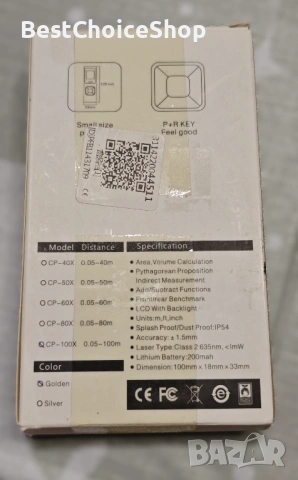 BestChoiceShop
Small size
P+R KEY
Feel good
311422044511
Model Distance
CP-40X 0.05-40m
CP-50X 0.05-50m
CP-60X 0.05-60m
CP-80X 0.05-80m
CP-100X 0.05-100m
Color
Golden
Silver
Specification
• Area,Volume Calculation
• Pythagorean Proposition
Indirect Measurement
• Add/Subtract Functions
Benchmark
• LCD With Backlight
• Units:m,ft,inch
• Splash Proof/Dust Proof:IP54
• Accuracy: ± 1.5mm
• Laser Type:Class 2 635nm, <1mW
• Lithium Battery:200mah
• Dimension:100mm×18mm×33mm
CE FC
bazar.bg